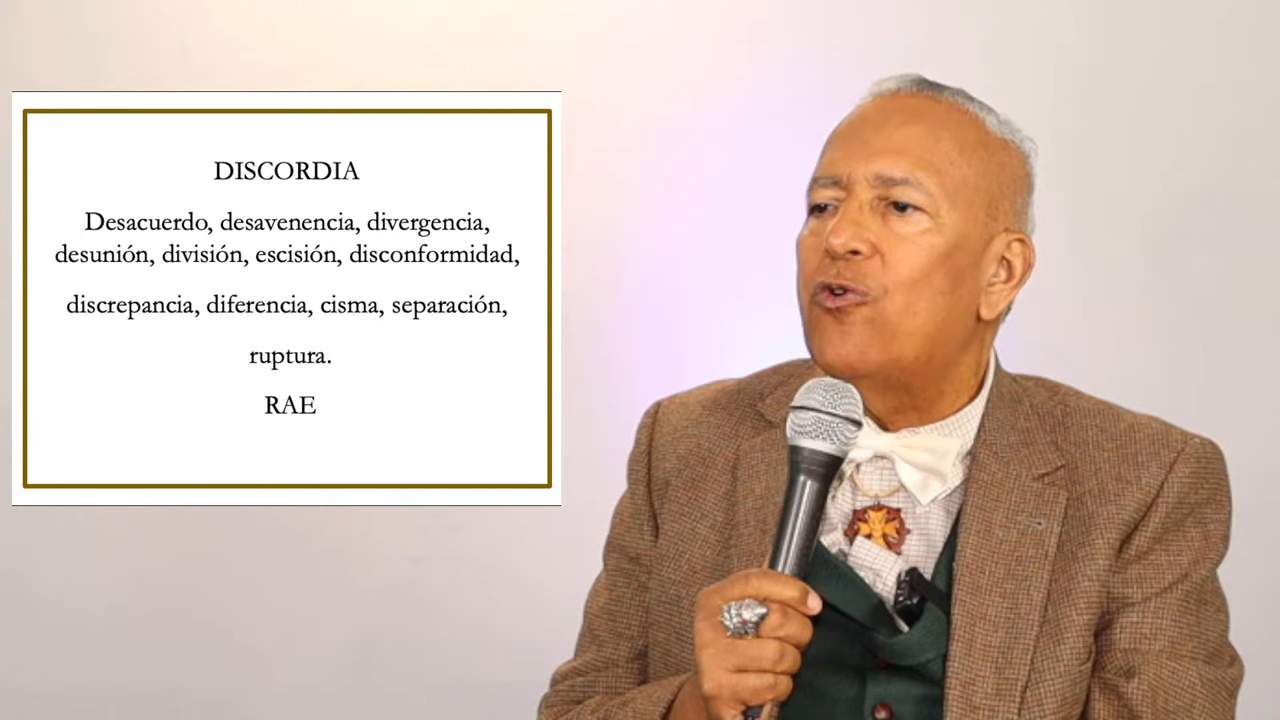 DISCORDIA
Desacuerdo, desavenencia, divergencia,
desunión, división, escisión, disconformidad,
discrepancia, diferencia, cisma, separación,
ruptura.
RAE